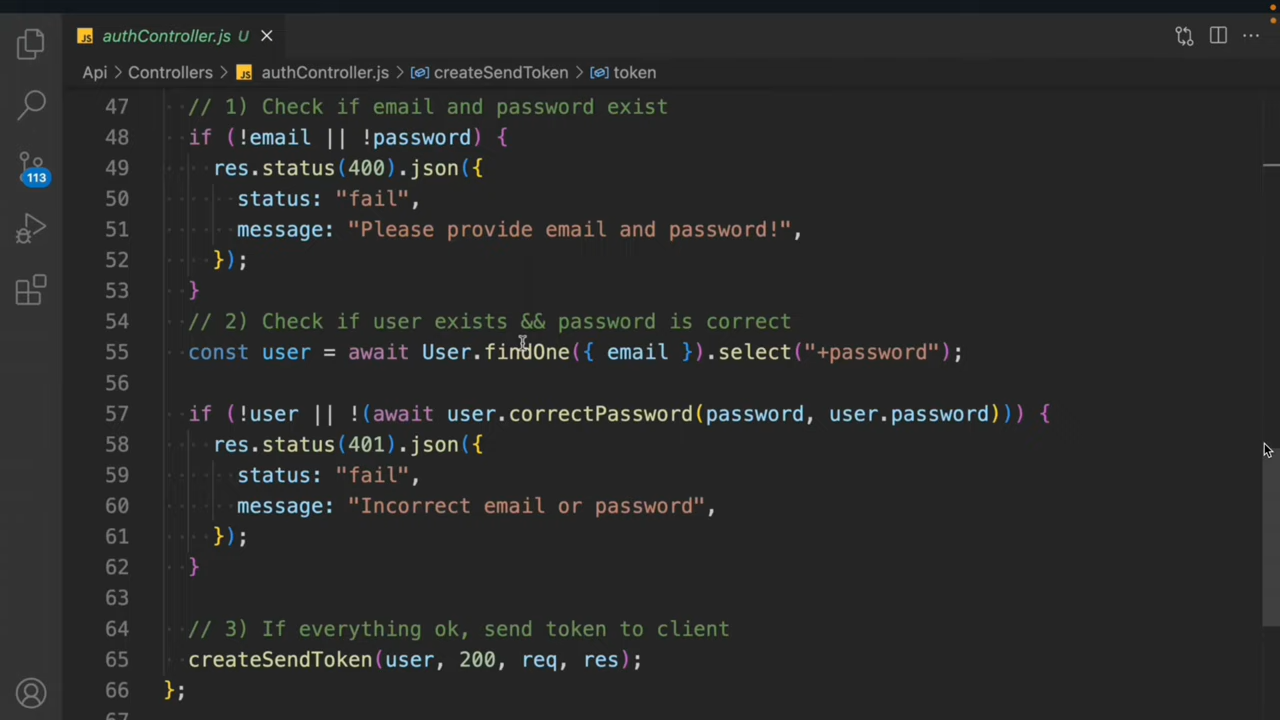 JS authController.js U
Api > Controllers > JS authController.js > createSendToken > token
47 // 1) Check if email and password exist
48 if (!email || !password) {
49 res.status(400).json({
50 status: "fail",
51 message: "Please provide email and password!",
52 });
53 }
54 // 2) Check if user exists && password is correct
55 const user = await User.findOne({ email }).select("+password");
56
57 if (!user || !(await user.correctPassword(password, user.password))) {
58 res.status(401).json({
59 status: "fail",
60 message: "Incorrect email or password",
61 });
62 }
63
64 // 3) If everything ok, send token to client
65 createSendToken(user, 200, req, res);
66 };
67
113